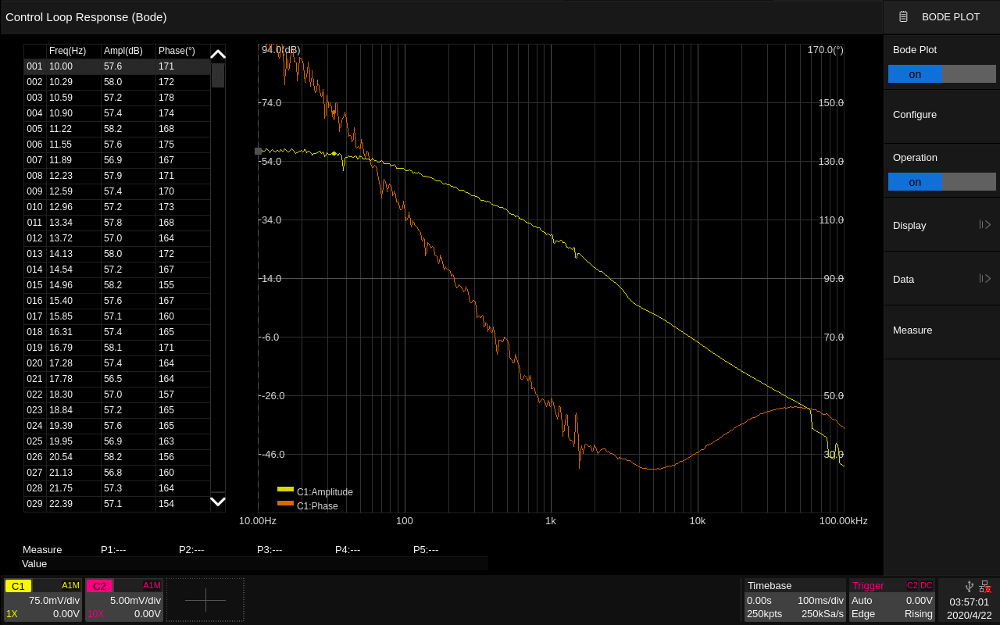 Control Loop Response (Bode)
BODE PLOT
Freq(Hz) Ampl(dB) Phase(°)
001 10.00 57.6 171
002 10.29 58.0 172
003 10.59 57.2 178
004 10.90 57.4 174
005 11.22 58.2 168
006 11.55 57.6 175
007 11.89 56.9 167
008 12.23 57.9 171
009 12.59 57.4 170
010 12.96 57.2 173
011 13.34 57.8 168
012 13.72 57.0 164
013 14.13 58.0 172
014 14.54 57.2 167
015 14.96 58.2 155
016 15.40 57.6 167
017 15.85 57.1 160
018 16.31 57.4 165
019 16.79 58.1 171
020 17.28 57.4 164
021 17.78 56.5 164
022 18.30 57.0 157
023 18.84 57.2 165
024 19.39 57.6 165
025 19.95 56.9 163
026 20.54 58.2 156
027 21.13 56.8 160
028 21.75 57.3 164
029 22.39 57.1 154
94.0(dB) 170.0(°)
74.0 150.0
54.0 130.0
34.0 110.0
14.0 90.0
-6.0 70.0
-26.0 50.0
-46.0 30.0
C1:Amplitude
C1:Phase
10.00Hz 100 1k 10k 100.00kHz
Bode Plot
on
Configure
Operation
on
Display
Data
Measure
Measure P1:--- P2:--- P3:--- P4:--- P5:---
Value
C1 A1M
75.0mV/div
1X 0.00V
C2 A1M
5.00mV/div
10X 0.00V
Timebase
0.00s 100ms/div
250kpts 250kSa/s
Trigger C2 DC
Auto 0.00V
Edge Rising
03:57:01
2020/4/22